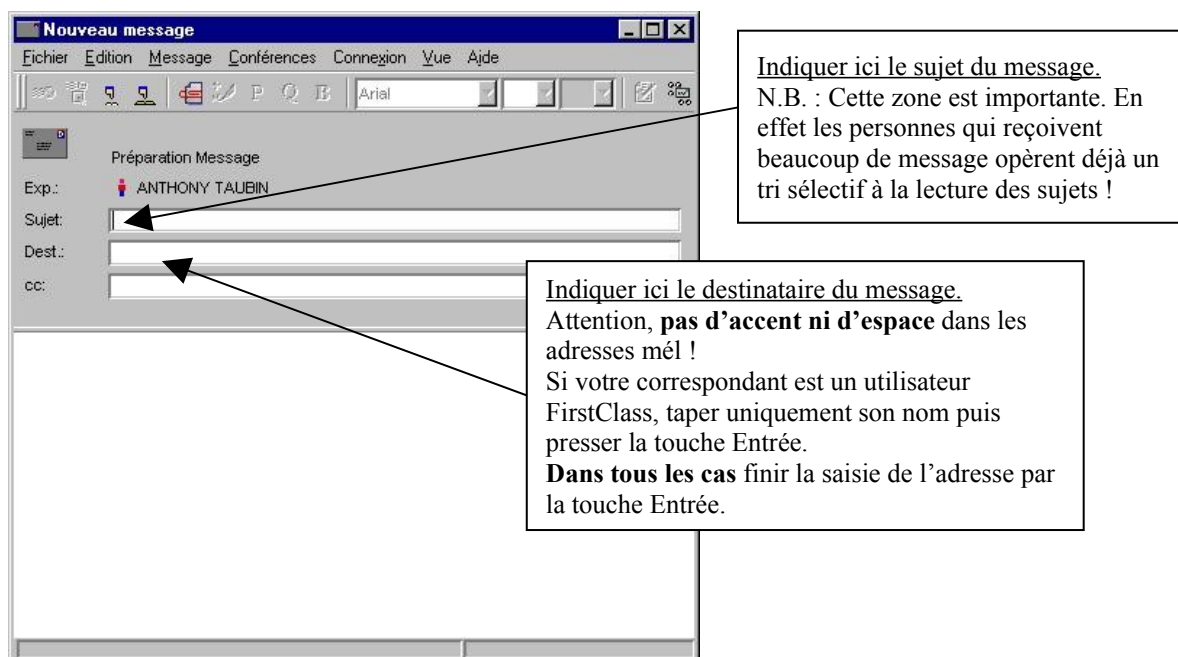 Nouveau message
Fichier Edition Message Conférences Connexion Vue Ajde
P Q B Arial
Préparation Message
Exp.: ANTHONY TAUBIN
Sujet:
Dest.:
cc:
Indiquer ici le sujet du message.
N.B. : Cette zone est importante. En
effet les personnes qui reçoivent
beaucoup de message opèrent déjà un
tri sélectif à la lecture des sujets !
Indiquer ici le destinataire du message.
Attention, pas d’accent ni d’espace dans les
adresses mél !
Si votre correspondant est un utilisateur
FirstClass, taper uniquement son nom puis
presser la touche Entrée.
Dans tous les cas finir la saisie de l’adresse par
la touche Entrée.